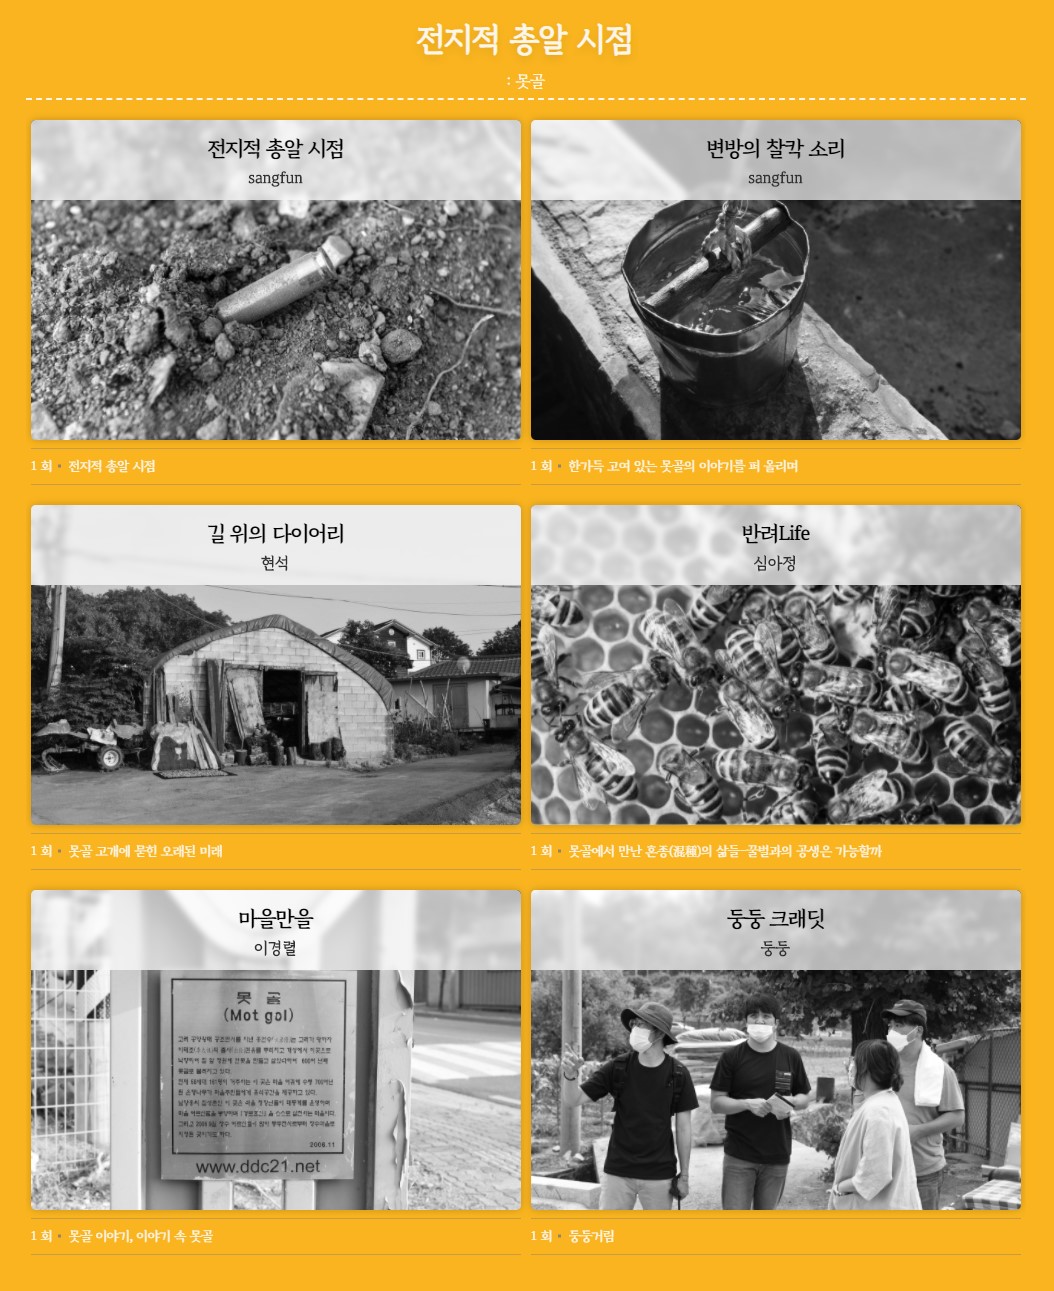 전지적 총알 시점
: 못골
전지적 총알 시점
sangfun
변방의 찰칵 소리
sangfun
1 회 • 전지적 총알 시점
1 회 • 한가득 고여 있는 못골의 이야기를 퍼 올리며
길 위의 다이어리
현석
반려Life
심아정
1 회 • 못골 고개에 묻힌 오래된 미래
1 회 • 못골에서 만난 혼종(混種)의 삶들─꿀벌과의 공생은 가능할까
마을만을
이경렬
둥둥 크래딧
둥둥
못 골
(Mot gol)
2008.11
www.ddc21.net
1 회 • 못골 이야기, 이야기 속 못골
1 회 • 둥둥거림